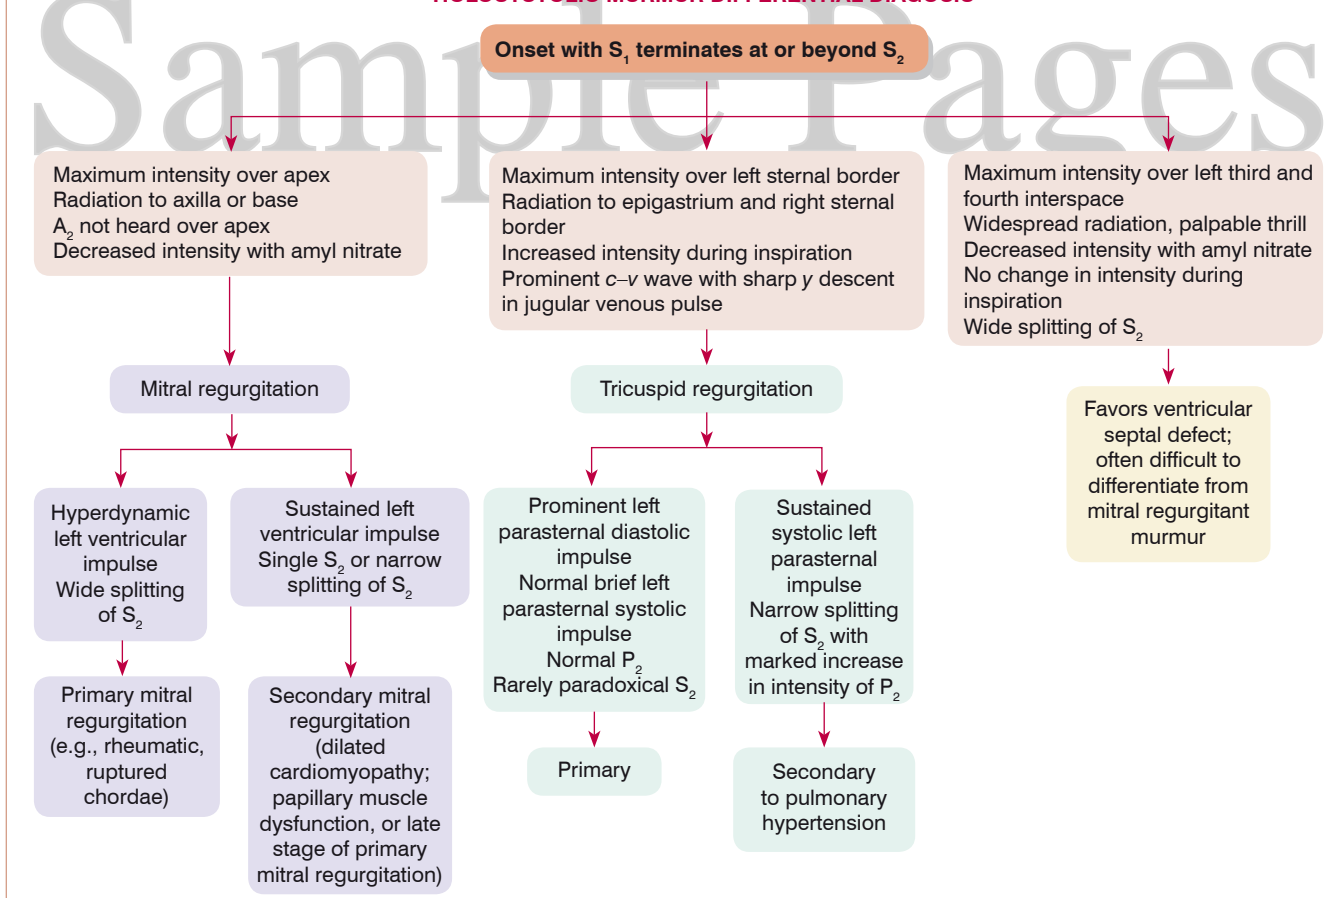 HOLOSYSTOLIC MURMUR DIFFERENTIAL DIAGOSIS
Sample Pages
Onset with S1 terminates at or beyond S2
Maximum intensity over apex
Radiation to axilla or base
A2 not heard over apex
Decreased intensity with amyl nitrate
Maximum intensity over left sternal border
Radiation to epigastrium and right sternal
border
Increased intensity during inspiration
Prominent c–v wave with sharp y descent
in jugular venous pulse
Maximum intensity over left third and
fourth interspace
Widespread radiation, palpable thrill
Decreased intensity with amyl nitrate
No change in intensity during
inspiration
Wide splitting of S2
Mitral regurgitation
Tricuspid regurgitation
Favors ventricular
septal defect;
often difficult to
differentiate from
mitral regurgitant
murmur
Hyperdynamic
left ventricular
impulse
Wide splitting
of S2
Sustained left
ventricular impulse
Single S2 or narrow
splitting of S2
Prominent left
parasternal diastolic
impulse
Normal brief left
parasternal systolic
impulse
Normal P2
Rarely paradoxical S2
Sustained
systolic left
parasternal
impulse
Narrow splitting
of S2 with
marked increase
in intensity of P2
Primary mitral
regurgitation
(e.g., rheumatic,
ruptured
chordae)
Secondary mitral
regurgitation
(dilated
cardiomyopathy;
papillary muscle
dysfunction, or late
stage of primary
mitral regurgitation)
Primary
Secondary
to pulmonary
hypertension